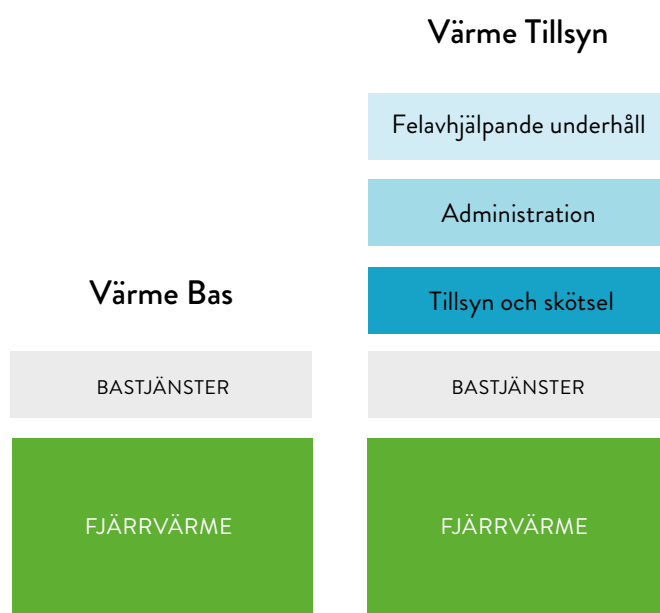 Värme Tillsyn
Felavhjälpande underhåll
Administration
Värme Bas
Tillsyn och skötsel
BASTJÄNSTER
BASTJÄNSTER
FJÄRRVÄRME
FJÄRRVÄRME